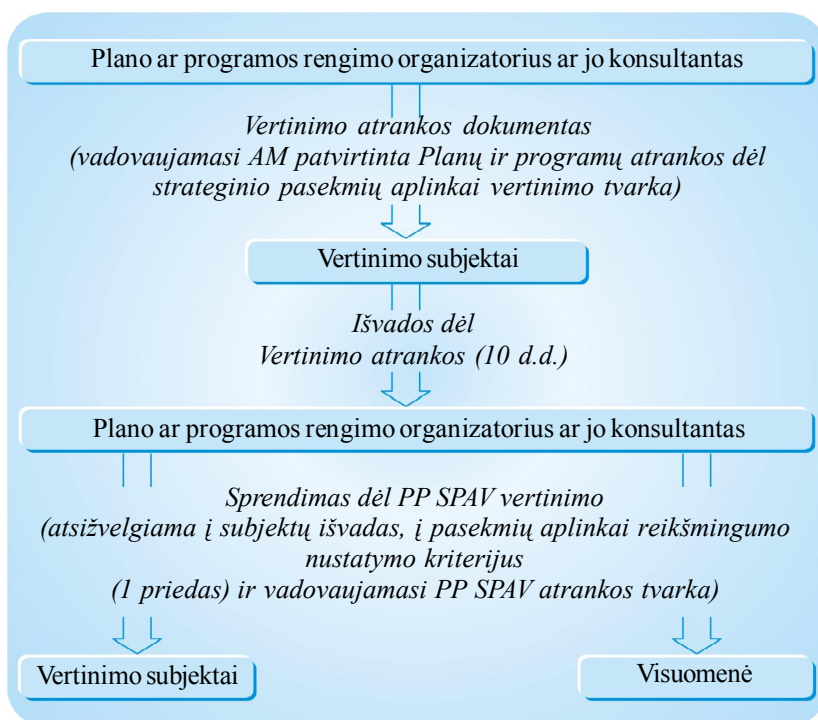 Plano ar programos rengimo organizatorius ar jo konsultantas
Vertinimo atrankos dokumentas
(vadovaujamasi AM patvirtinta Planų ir programų atrankos dėl
strateginio pasekmių aplinkai vertinimo tvarka)
Vertinimo subjektai
Išvados dėl
Vertinimo atrankos (10 d.d.)
Plano ar programos rengimo organizatorius ar jo konsultantas
Sprendimas dėl PP SPAV vertinimo
(atsižvelgiama į subjektų išvadas, į pasekmių aplinkai reikšmingumo
nustatymo kriterijus
(1 priedas) ir vadovaujamasi PP SPAV atrankos tvarka)
Vertinimo subjektai
Visuomenė